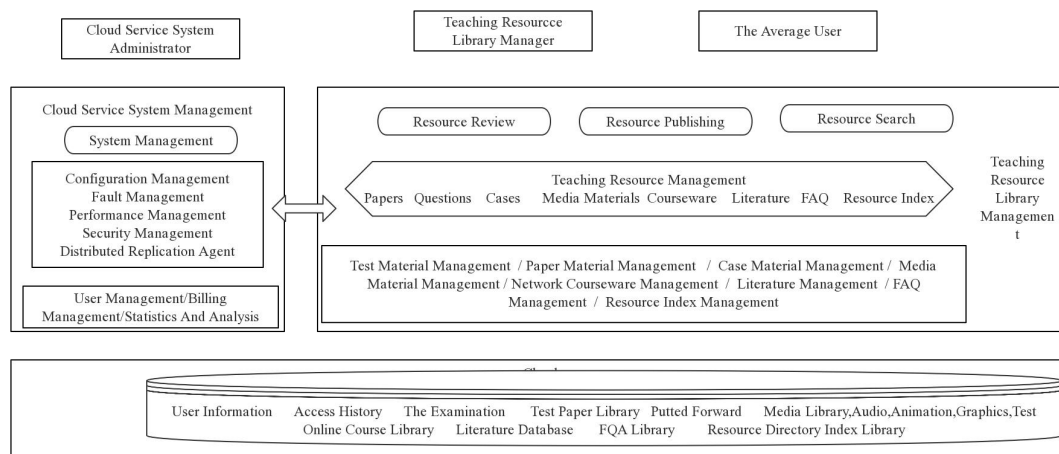 Cloud Service System
Administrator
Teaching Resourcce
Library Manager
The Average User
Cloud Service System Management
System Management
Configuration Management
Fault Management
Performance Management
Security Management
Distributed Replication Agent
User Management/Billing
Management/Statistics And Analysis
Resource Review
Resource Publishing
Resource Search
Teaching Resource Management
Papers Questions Cases Media Materials Courseware Literature FAQ Resource Index
Test Material Management / Paper Material Management / Case Material Management / Media
Material Management / Network Courseware Management / Literature Management / FAQ
Management / Resource Index Management
Teaching
Resource
Library
Managemen
t
User Information Access History The Examination Test Paper Library Putted Forward Media Library,Audio,Animation,Graphics,Test
Online Course Library Literature Database FQA Library Resource Directory Index Library